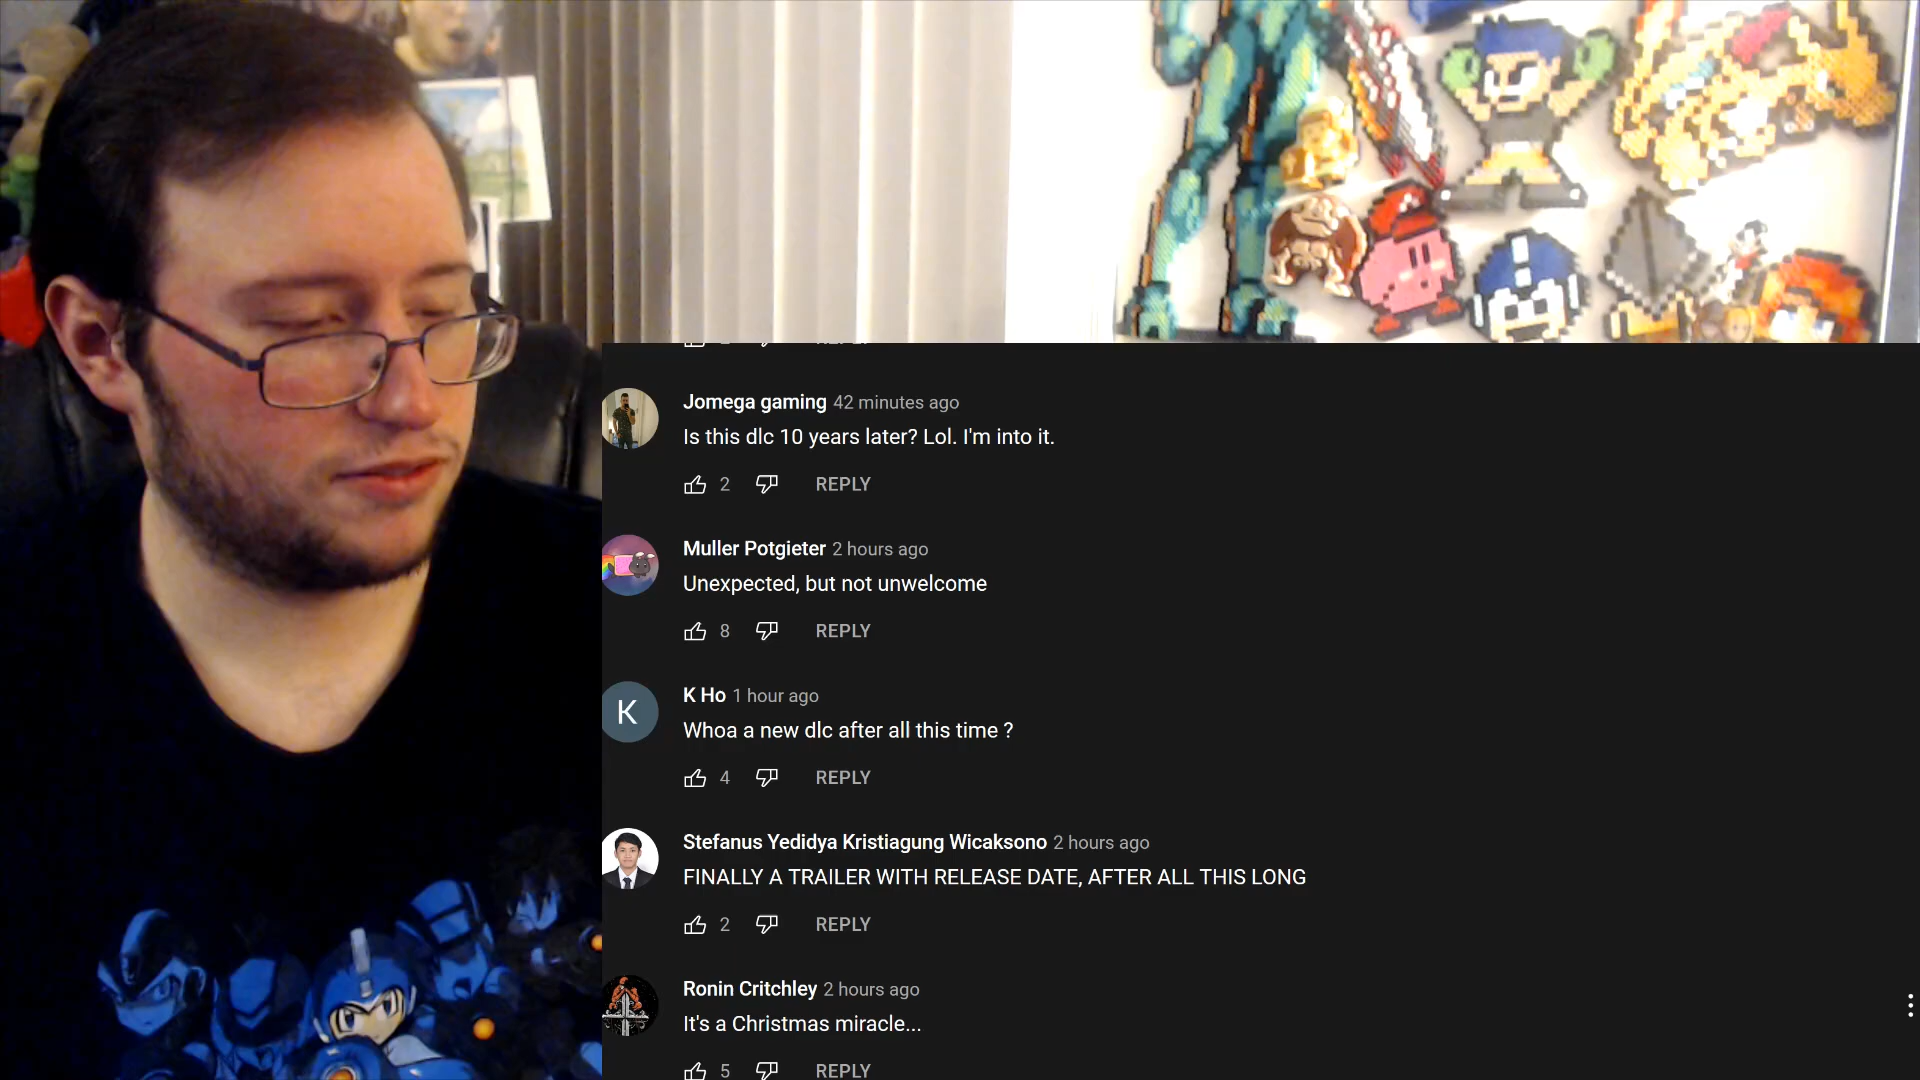 Jomega gaming 42 minutes ago
Is this dlc 10 years later? Lol. I'm into it.
2 REPLY
Muller Potgieter 2 hours ago
Unexpected, but not unwelcome
8 REPLY
K
K Ho 1 hour ago
Whoa a new dlc after all this time ?
4 REPLY
Stefanus Yedidya Kristiagung Wicaksono 2 hours ago
FINALLY A TRAILER WITH RELEASE DATE, AFTER ALL THIS LONG
2 REPLY
Ronin Critchley 2 hours ago
It's a Christmas miracle...
5 REPLY